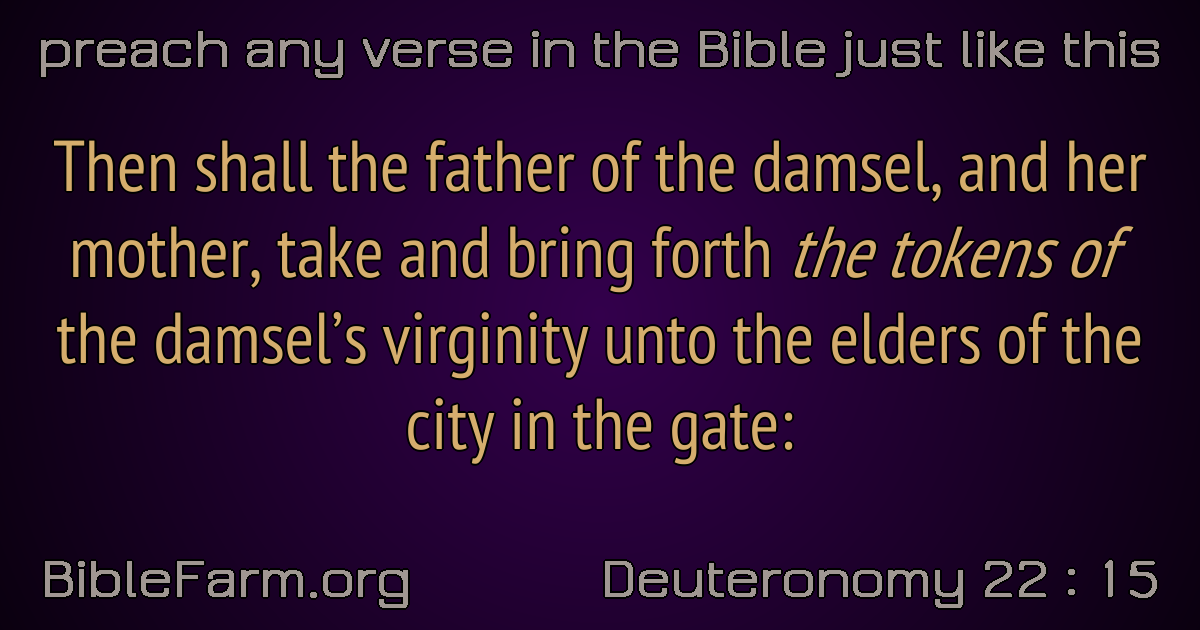 preach any verse in the Bible just like this
Then shall the father of the damsel, and her
mother, take and bring forth the tokens of
the damsel’s virginity unto the elders of the
city in the gate:
BibleFarm.org
Deuteronomy 22 : 15